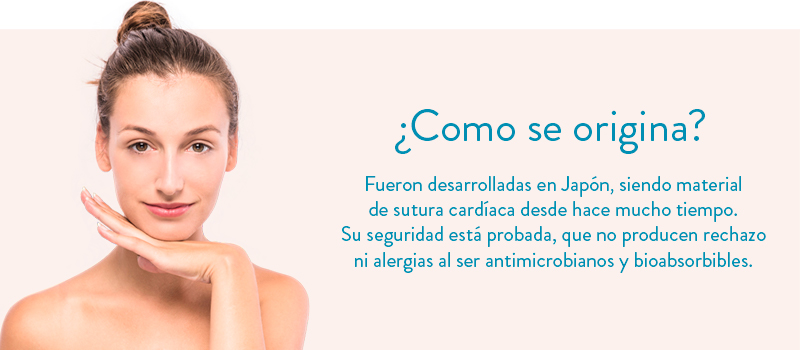 ¿Como se origina?
Fueron desarrolladas en Japón, siendo material
de sutura cardíaca desde hace mucho tiempo.
Su seguridad está probada, que no producen rechazo
ni alergias al ser antimicrobianos y bioabsorbibles.